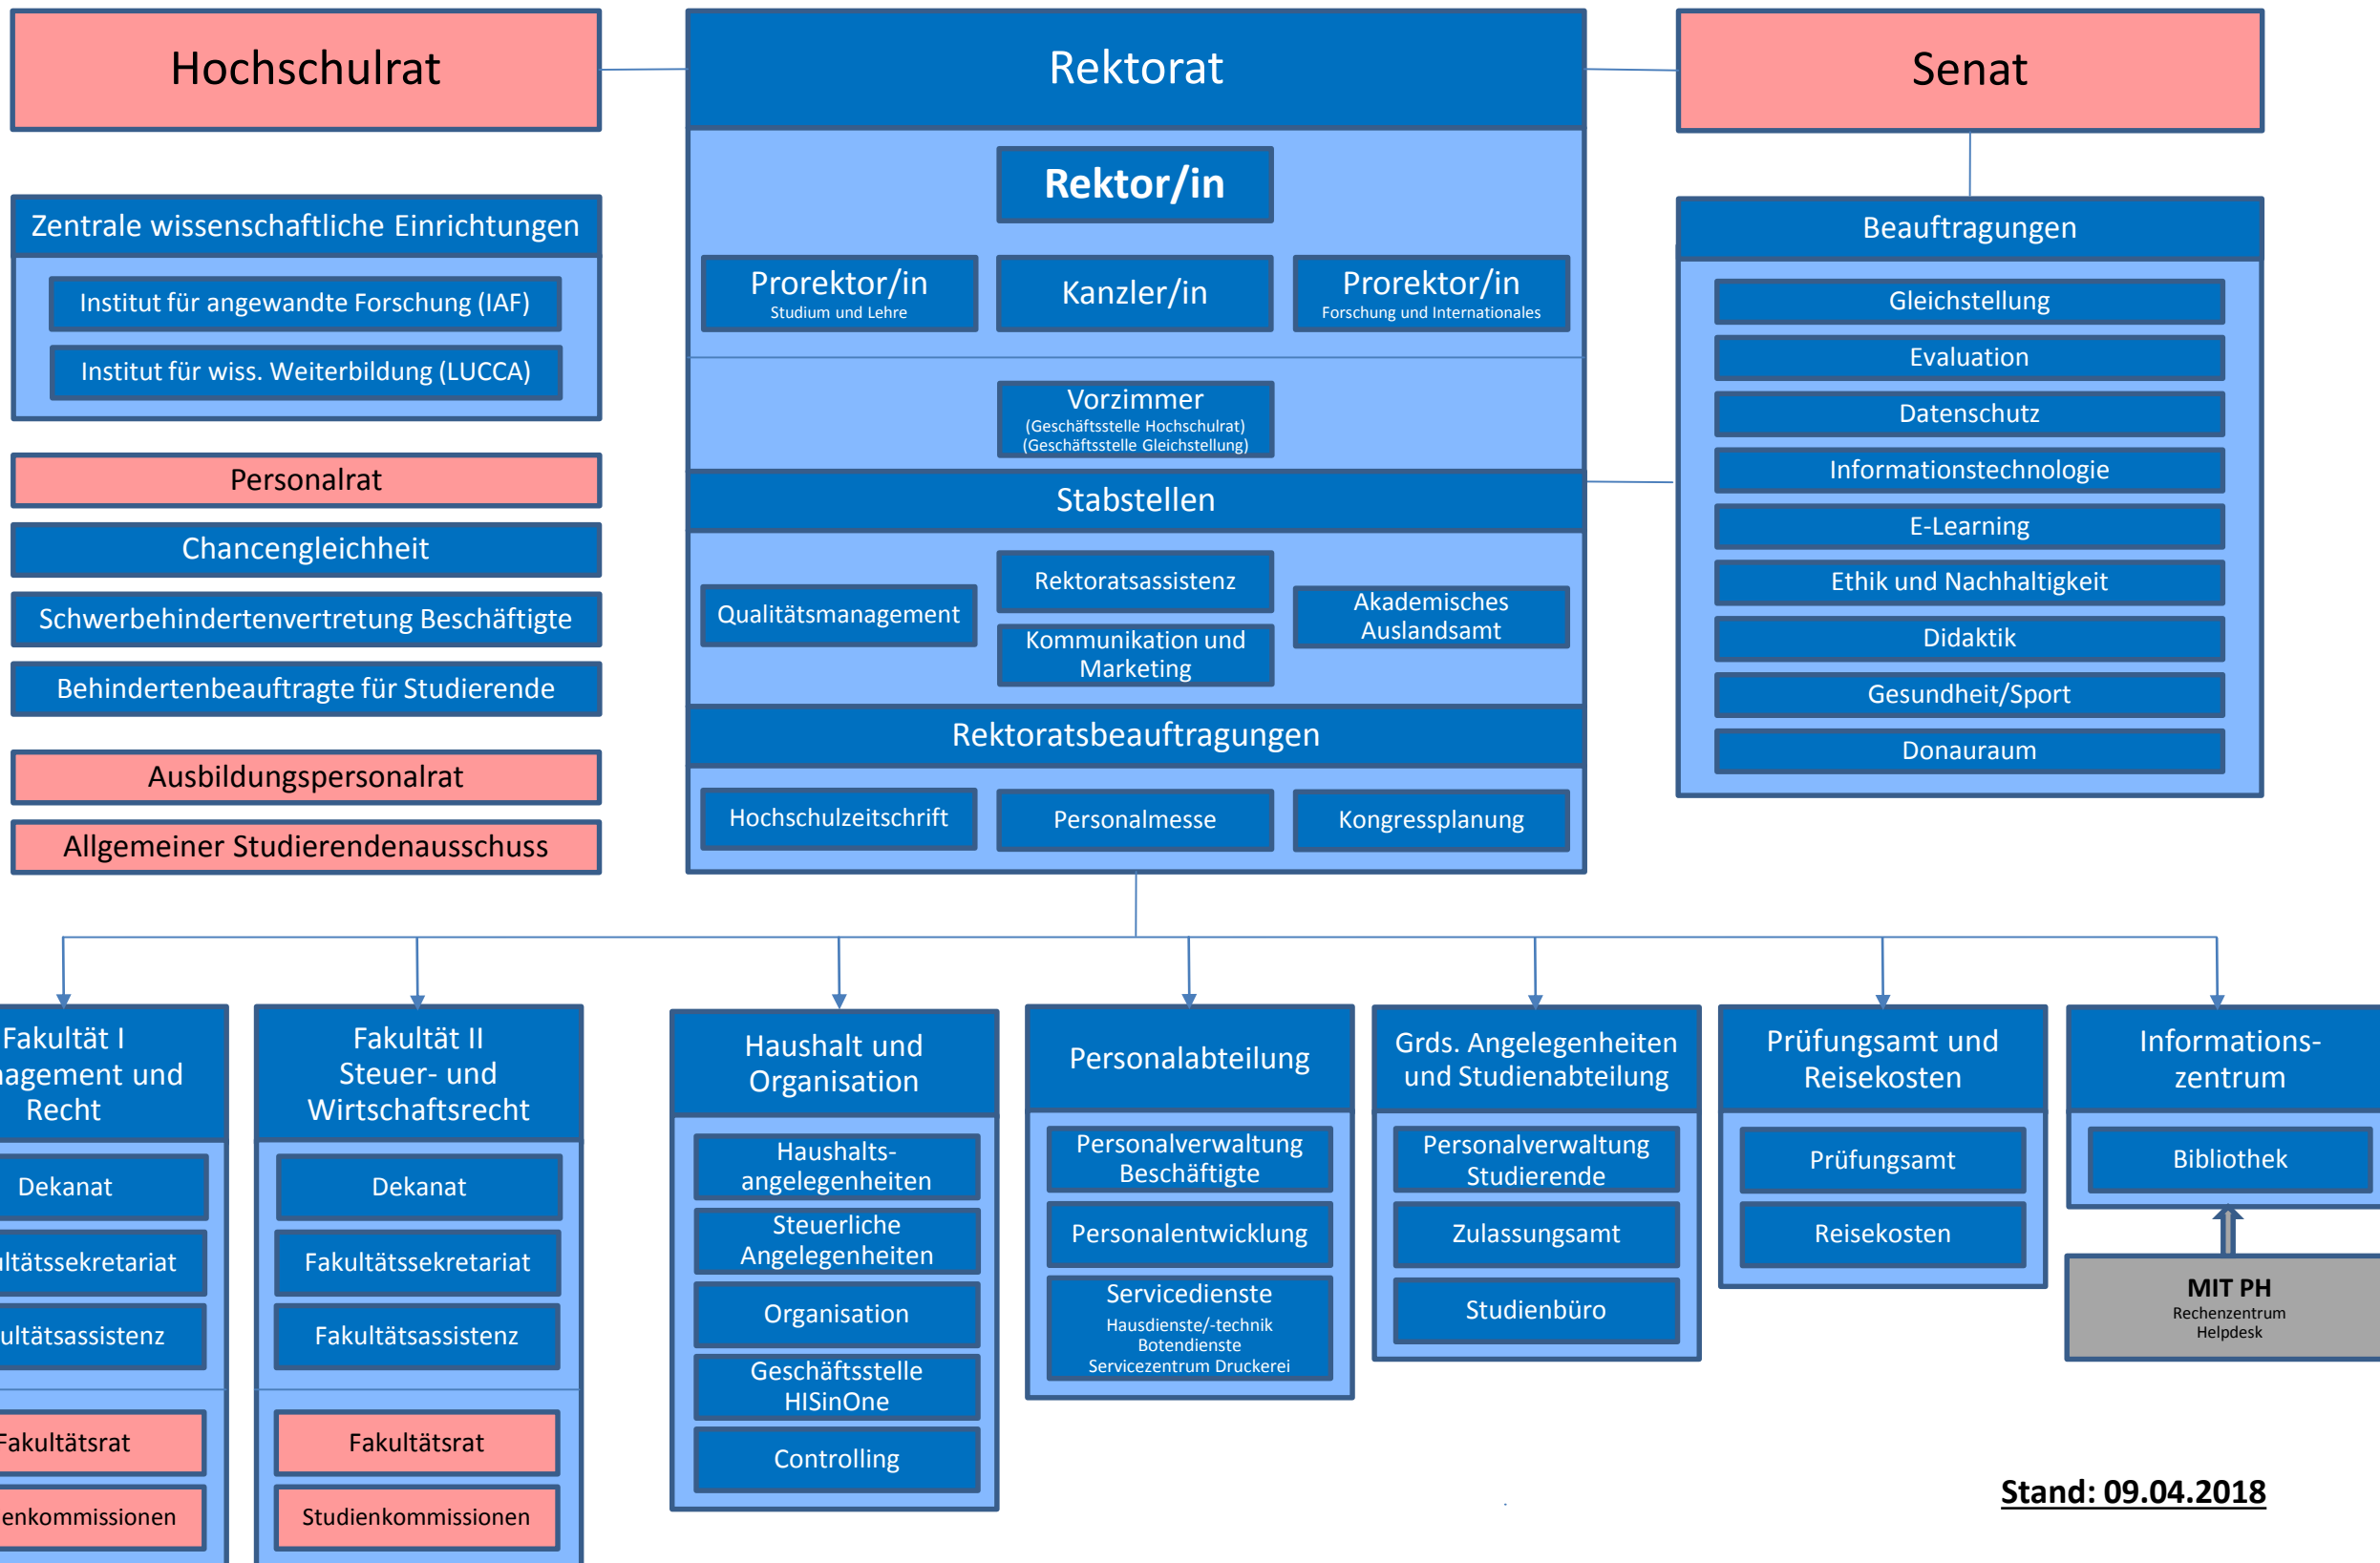 Hochschulrat
Rektorat
Senat
Rektor/in
Prorektor/in
Studium und Lehre
Kanzler/in
Prorektor/in
Forschung und Internationales
Vorzimmer
(Geschäftsstelle Hochschulrat)
(Geschäftsstelle Gleichstellung)
Stabstellen
Qualitätsmanagement
Rektoratsassistenz
Kommunikation und
Marketing
Akademisches
Auslandsamt
Rektoratsbeauftragungen
Hochschulzeitschrift
Personalmesse
Kongressplanung
Zentrale wissenschaftliche Einrichtungen
Institut für angewandte Forschung (IAF)
Institut für wiss. Weiterbildung (LUCCA)
Personalrat
Chancengleichheit
Schwerbehindertenvertretung Beschäftigte
Behindertenbeauftragte für Studierende
Ausbildungspersonalrat
Allgemeiner Studierendenausschuss
Beauftragungen
Gleichstellung
Evaluation
Datenschutz
Informationstechnologie
E-Learning
Ethik und Nachhaltigkeit
Didaktik
Gesundheit/Sport
Donauraum
Fakultät I
agement und
Recht
Dekanat
ltätssekretariat
ultätsassistenz
Fakultätsrat
enkommissionen
Fakultät II
Steuer- und
Wirtschaftsrecht
Dekanat
Fakultätssekretariat
Fakultätsassistenz
Fakultätsrat
Studienkommissionen
Haushalt und
Organisation
Haushalts-
angelegenheiten
Steuerliche
Angelegenheiten
Organisation
Geschäftsstelle
HISinOne
Controlling
Personalabteilung
Personalverwaltung
Beschäftigte
Personalentwicklung
Servicedienste
Hausdienste/-technik
Botendienste
Servicezentrum Druckerei
Grds. Angelegenheiten
und Studienabteilung
Personalverwaltung
Studierende
Zulassungsamt
Studienbüro
Prüfungsamt und
Reisekosten
Prüfungsamt
Reisekosten
Informations-
zentrum
Bibliothek
MIT PH
Rechenzentrum
Helpdesk
Stand: 09.04.2018